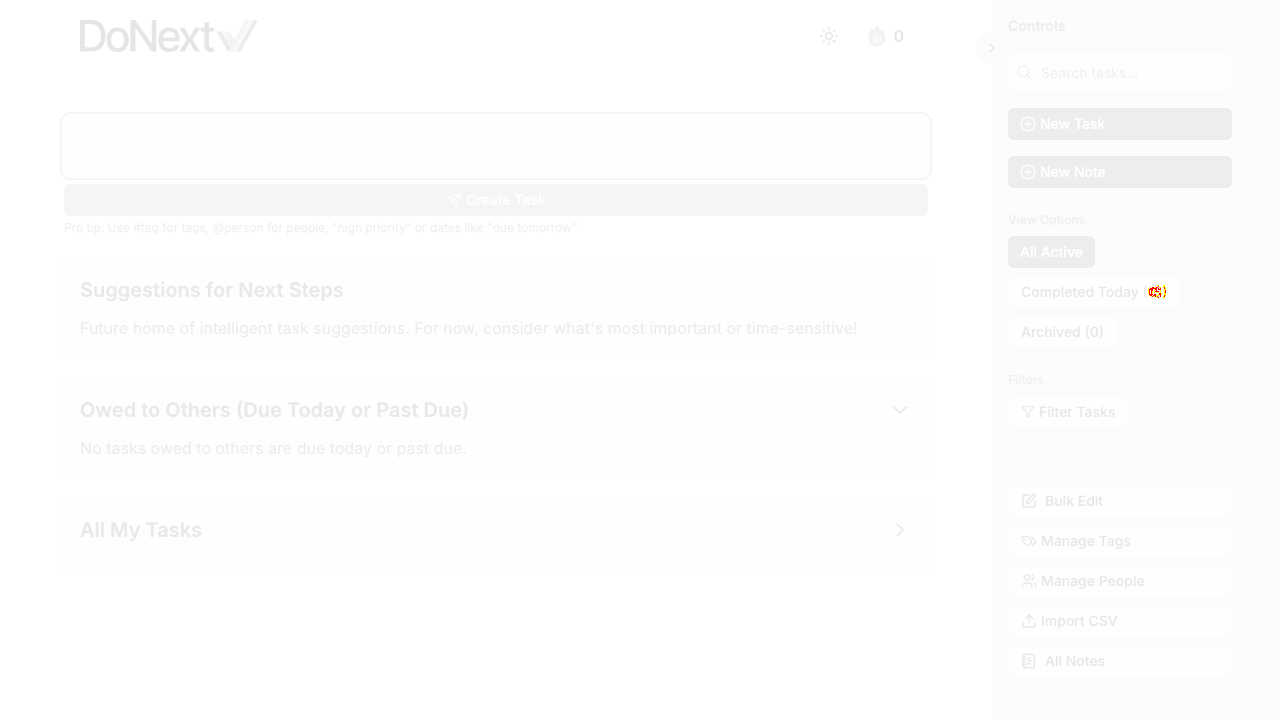 DoNext
0
Create Task
Pro tip: Use #tag for tags, @person for people, "high priority" or dates like "due tomorrow"
Suggestions for Next Steps
Future home of intelligent task suggestions. For now, consider what's most important or time-sensitive!
Owed to Others (Due Today or Past Due)
No tasks owed to others are due today or past due.
All My Tasks
Controls
Search tasks...
New Task
New Note
View Options
All Active
Completed Today
Archived (0)
Filters
Filter Tasks
Bulk Edit
Manage Tags
Manage People
Import CSV
All Notes